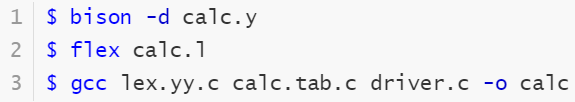 1 $ bison -d calc.y
2 $ flex calc.l
3 $ gcc lex.yy.c calc.tab.c driver.c -o calc